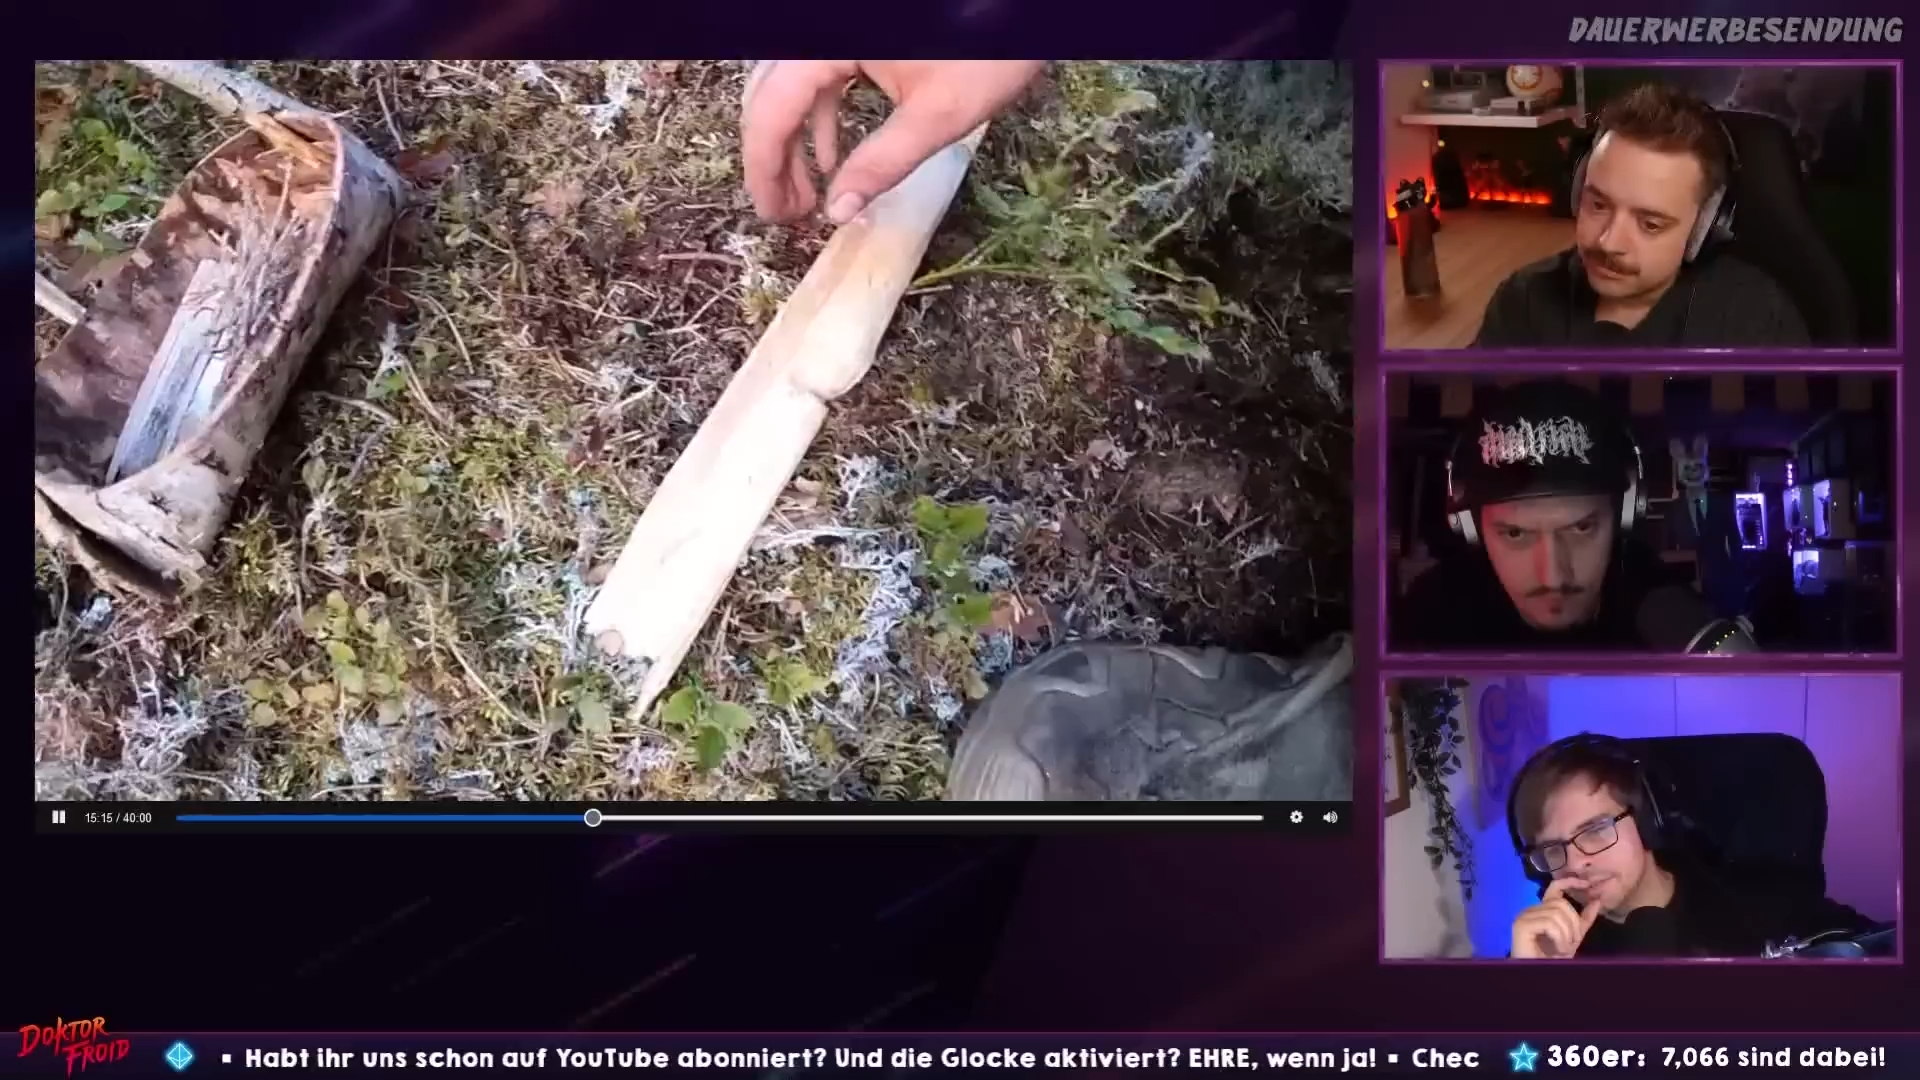 DAUERWERBESENDUNG
15:15 / 40:00
DOKTOR
FROID
▪ Habt ihr uns schon auf YouTube abonniert? Und die Glocke aktiviert? EHRE, wenn ja! ▪ Chec
360er: 7,066 sind dabei!